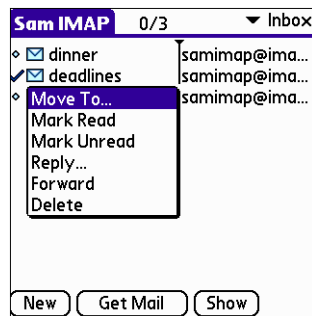 Sam IMAP 0/3 Inbox
dinner samimap@ima...
deadlines samimap@ima...
samimap@ima...
Move To...
Mark Read
Mark Unread
Reply...
Forward
Delete
New Get Mail Show